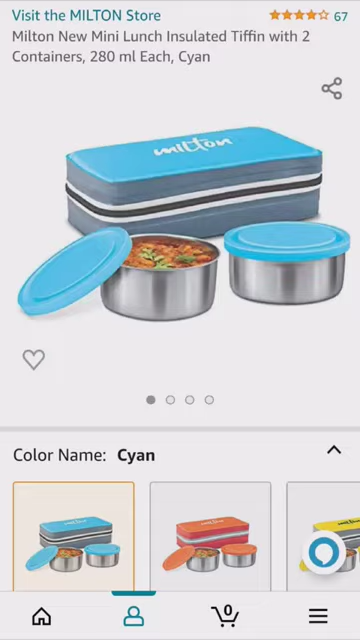 Visit the MILTON Store
67
Milton New Mini Lunch Insulated Tiffin with 2
Containers, 280 ml Each, Cyan
milton
Color Name: Cyan
0